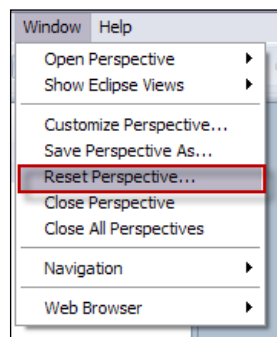 Window Help
Open Perspective
Show Eclipse Views
Customize Perspective...
Save Perspective As...
Reset Perspective...
Close Perspective
Close All Perspectives
Navigation
Web Browser